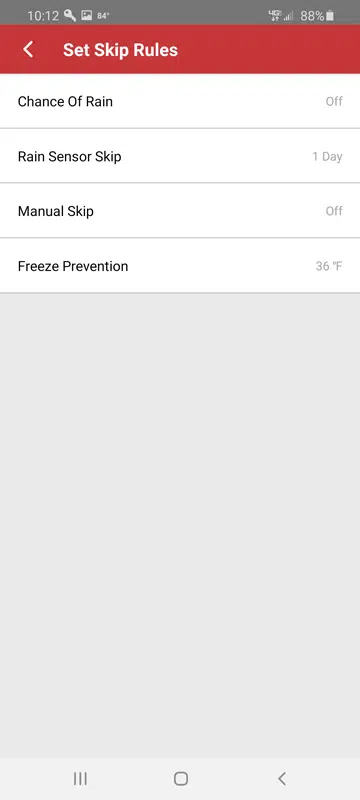 10:12 84°
88%
Set Skip Rules
Chance Of Rain Off
Rain Sensor Skip 1 Day
Manual Skip Off
Freeze Prevention 36 °F